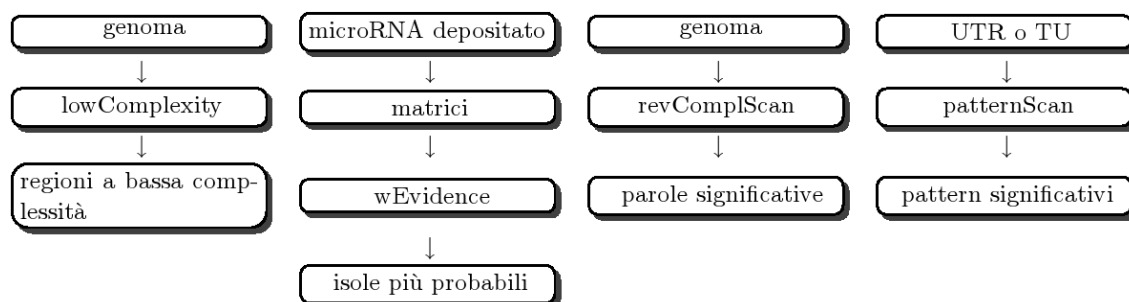 genoma
↓
lowComplexity
↓
regioni a bassa comp-
lessità
microRNA depositato
↓
matrici
↓
wEvidence
↓
isole più probabili
genoma
↓
revComplScan
↓
parole significative
UTR o TU
↓
patternScan
↓
pattern significativi